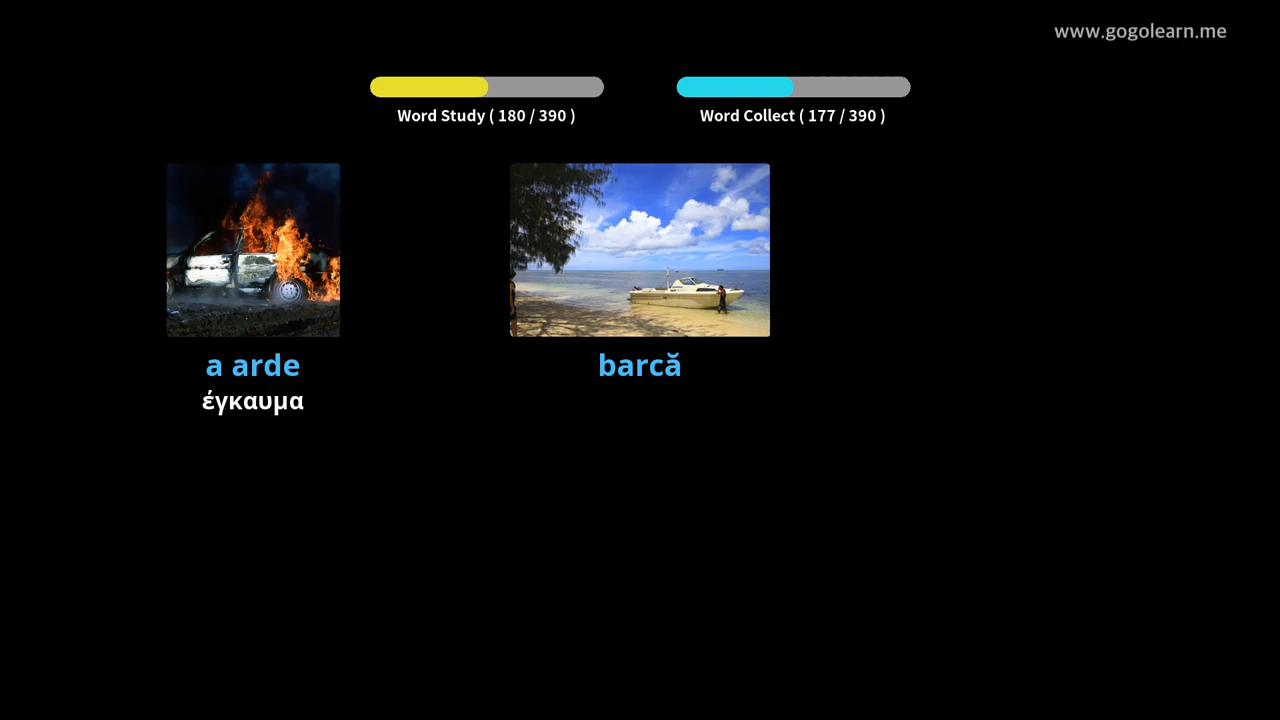 www.gogolearn.me
Word Study ( 180 / 390 )
Word Collect ( 177 / 390 )
a arde
έγκαυμα
barcă